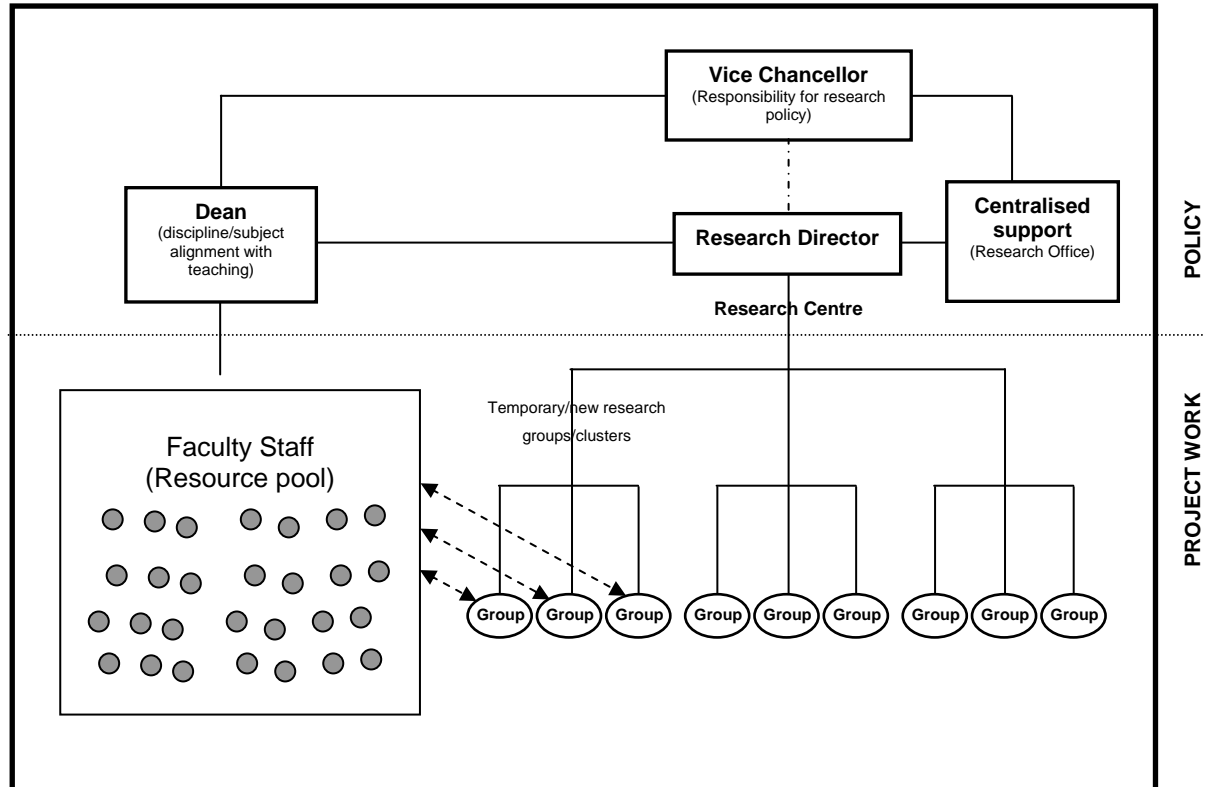 Vice Chancellor
(Responsibility for research
policy)
Dean
(discipline/subject
alignment with
teaching)
Research Director
Centralised
support
(Research Office)
POLICY
Research Centre
Temporary/new research
groups/clusters
Faculty Staff
(Resource pool)
PROJECT WORK
Group
Group
Group
Group
Group
Group
Group
Group
Group